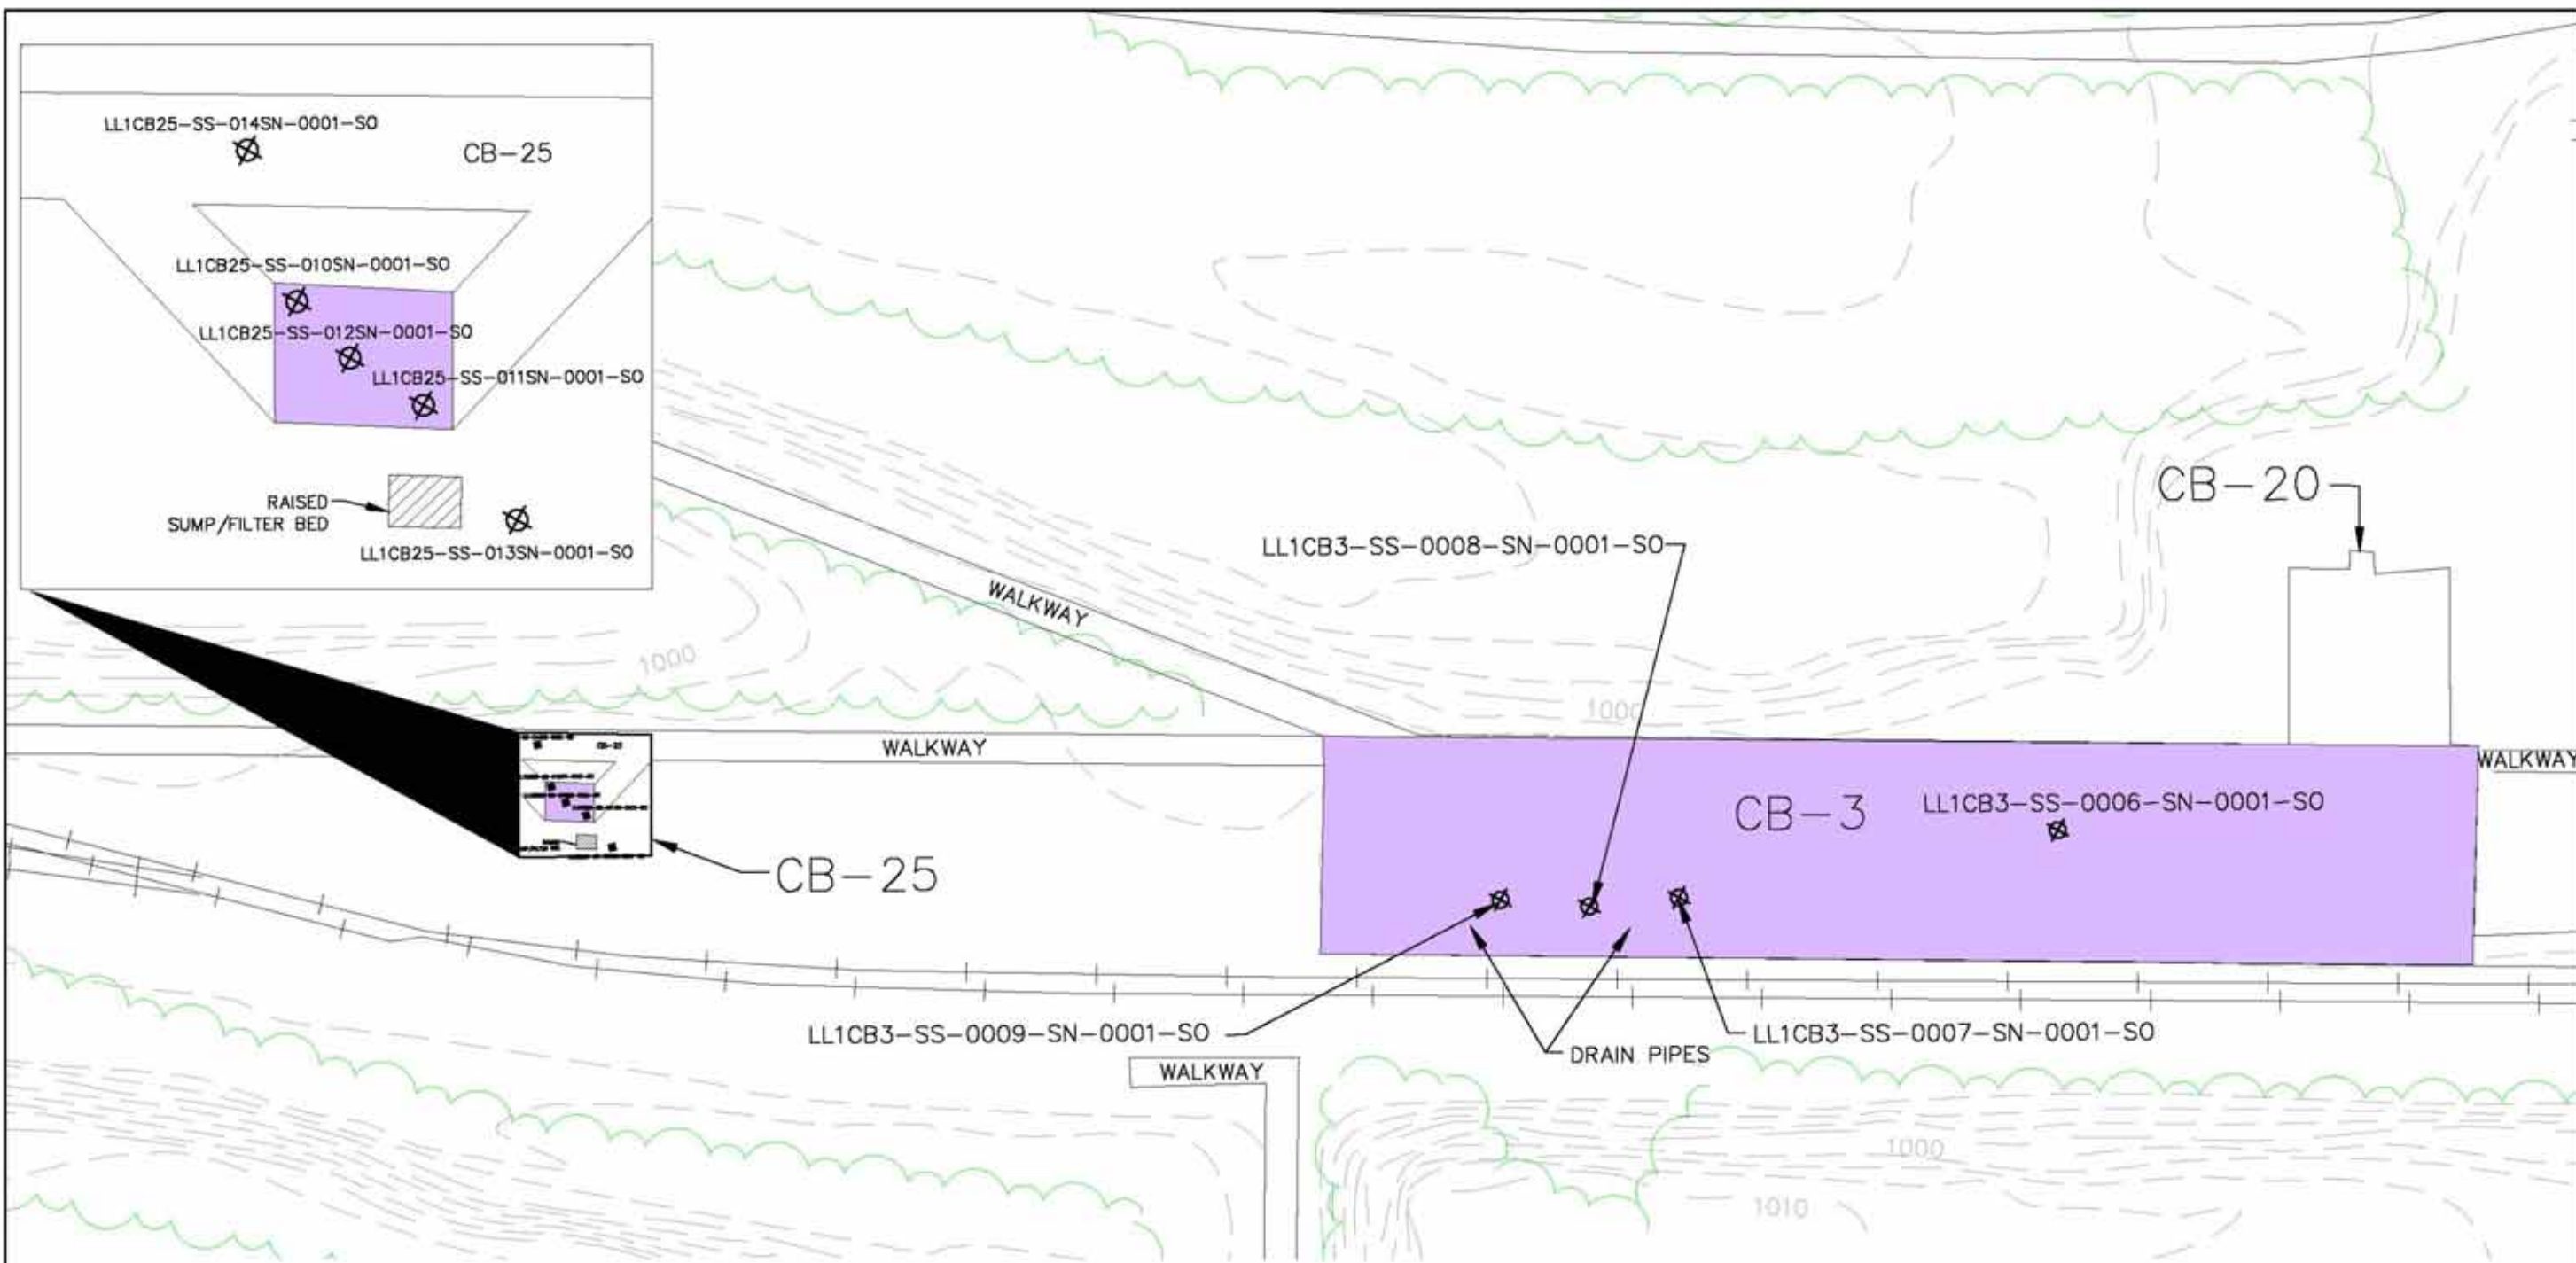 LL1CB25-SS-014SN-0001-SO
CB-25
LL1CB25-SS-010SN-0001-SO
LL1CB25-SS-012SN-0001-SO
LL1CB25-SS-011SN-0001-SO
RAISED
SUMP/FILTER BED
LL1CB25-SS-013SN-0001-SO
CB-20
LL1CB3-SS-0008-SN-0001-SO
WALKWAY
1000
1000
WALKWAY
WALKWAY
CB-25
CB-3
LL1CB3-SS-0006-SN-0001-SO
CB-25
LL1CB3-SS-0009-SN-0001-SO
DRAIN PIPES
LL1CB3-SS-0007-SN-0001-SO
WALKWAY
1000
1010